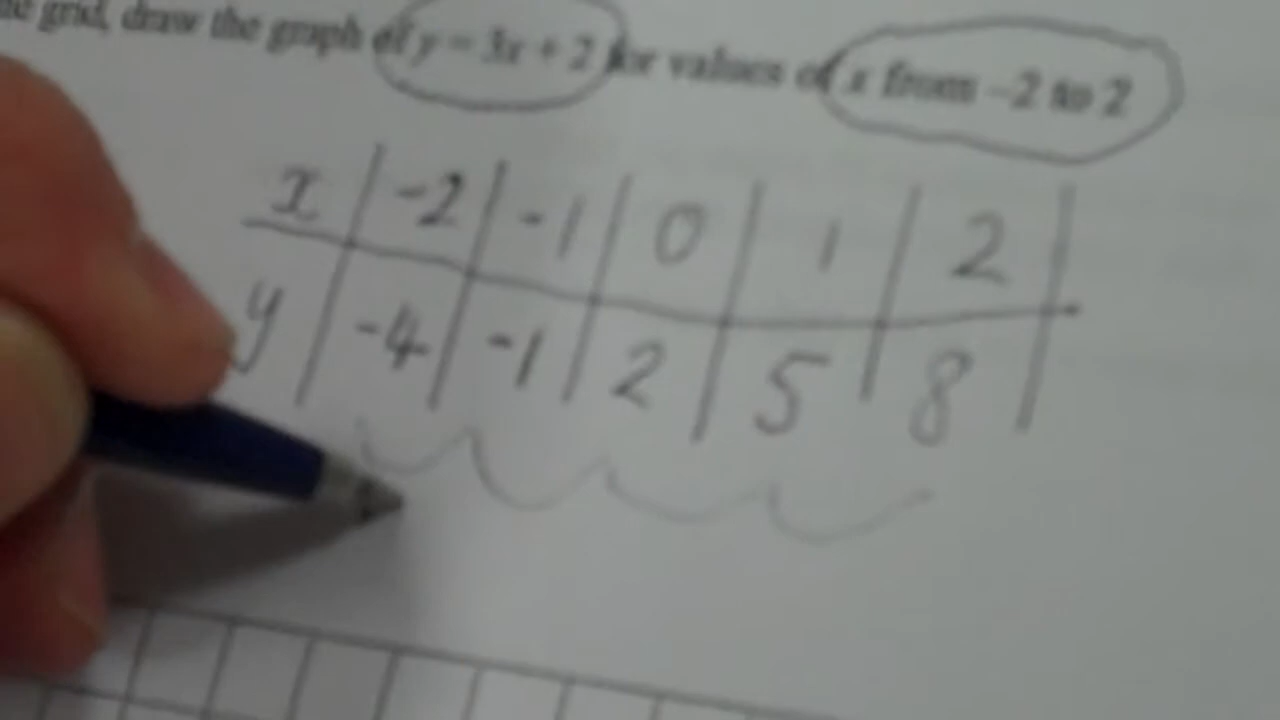 he grid, draw the graph of y = 3x + 2 for values of x from –2 to 2
x -2 -1 0 1 2
y -4 -1 2 5 8